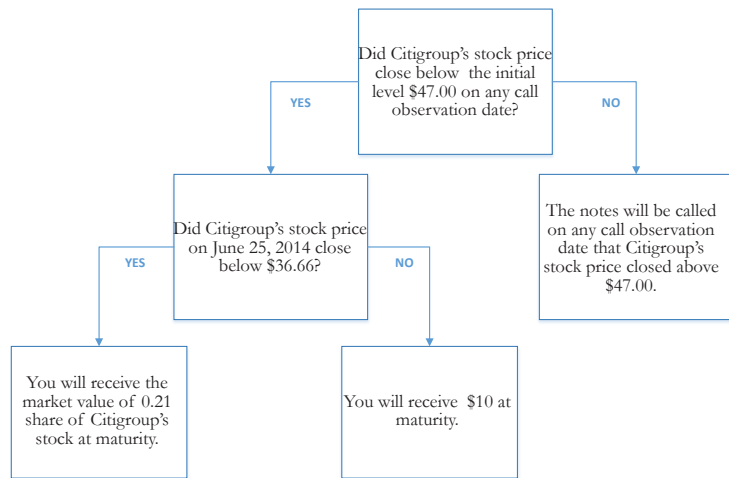 Did Citigroup's stock price
close below the initial
level $47.00 on any call
observation date?
YES
NO
Did Citigroup's stock price
on June 25, 2014 close
below $36.66?
The notes will be called
on any call observation
date that Citigroup's
stock price closed above
$47.00.
YES
NO
You will receive the
market value of 0.21
share of Citigroup's
stock at maturity.
You will receive $10 at
maturity.